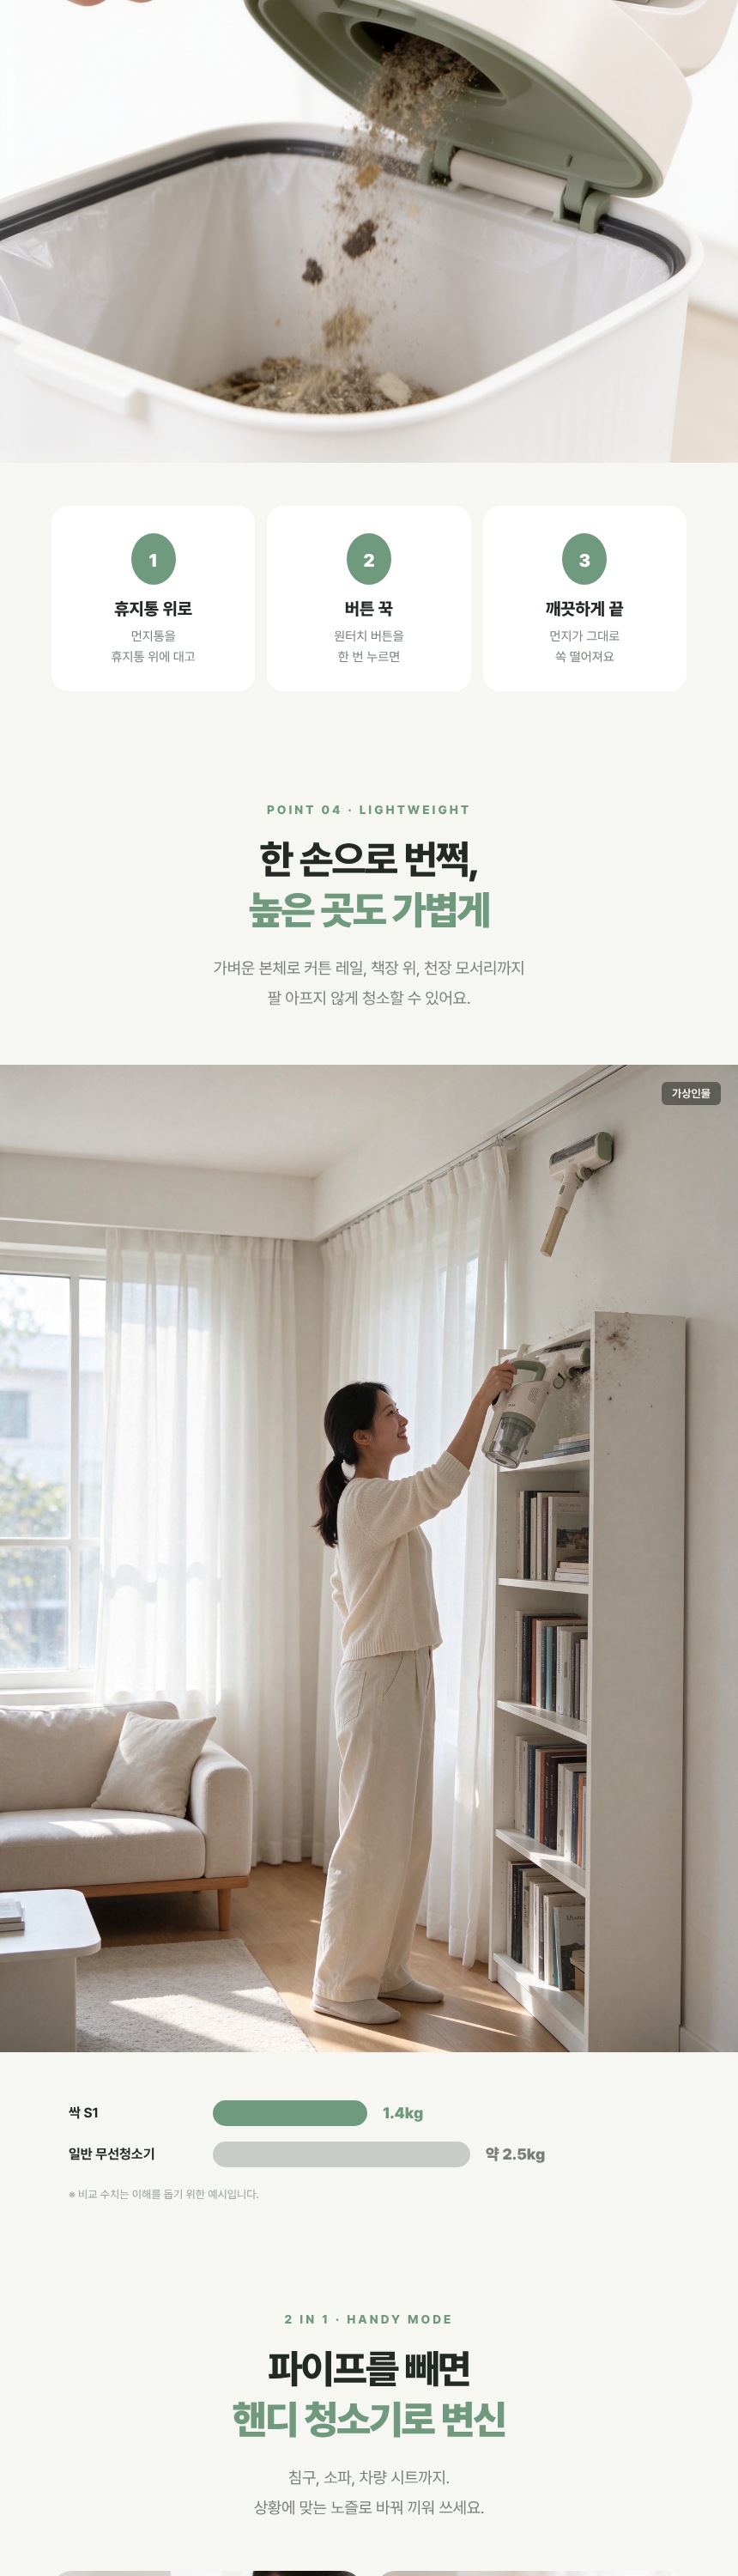 1
휴지통 위로
먼지통을
휴지통 위에 대고
2
버튼 꾹
원터치 버튼을
한 번 누르면
3
깨끗하게 끝
먼지가 그대로
쏙 떨어져요
POINT 04 · LIGHTWEIGHT
한 손으로 번쩍,
높은 곳도 가볍게
가벼운 본체로 커튼 레일, 책장 위, 천장 모서리까지
팔 아프지 않게 청소할 수 있어요.
가상인물
싹 S1
1.4kg
일반 무선청소기
약 2.5kg
※ 비교 수치는 이해를 돕기 위한 예시입니다.
2 IN 1 · HANDY MODE
파이프를 빼면
핸디 청소기로 변신
침구, 소파, 차량 시트까지.
상황에 맞는 노즐로 바꿔 끼워 쓰세요.